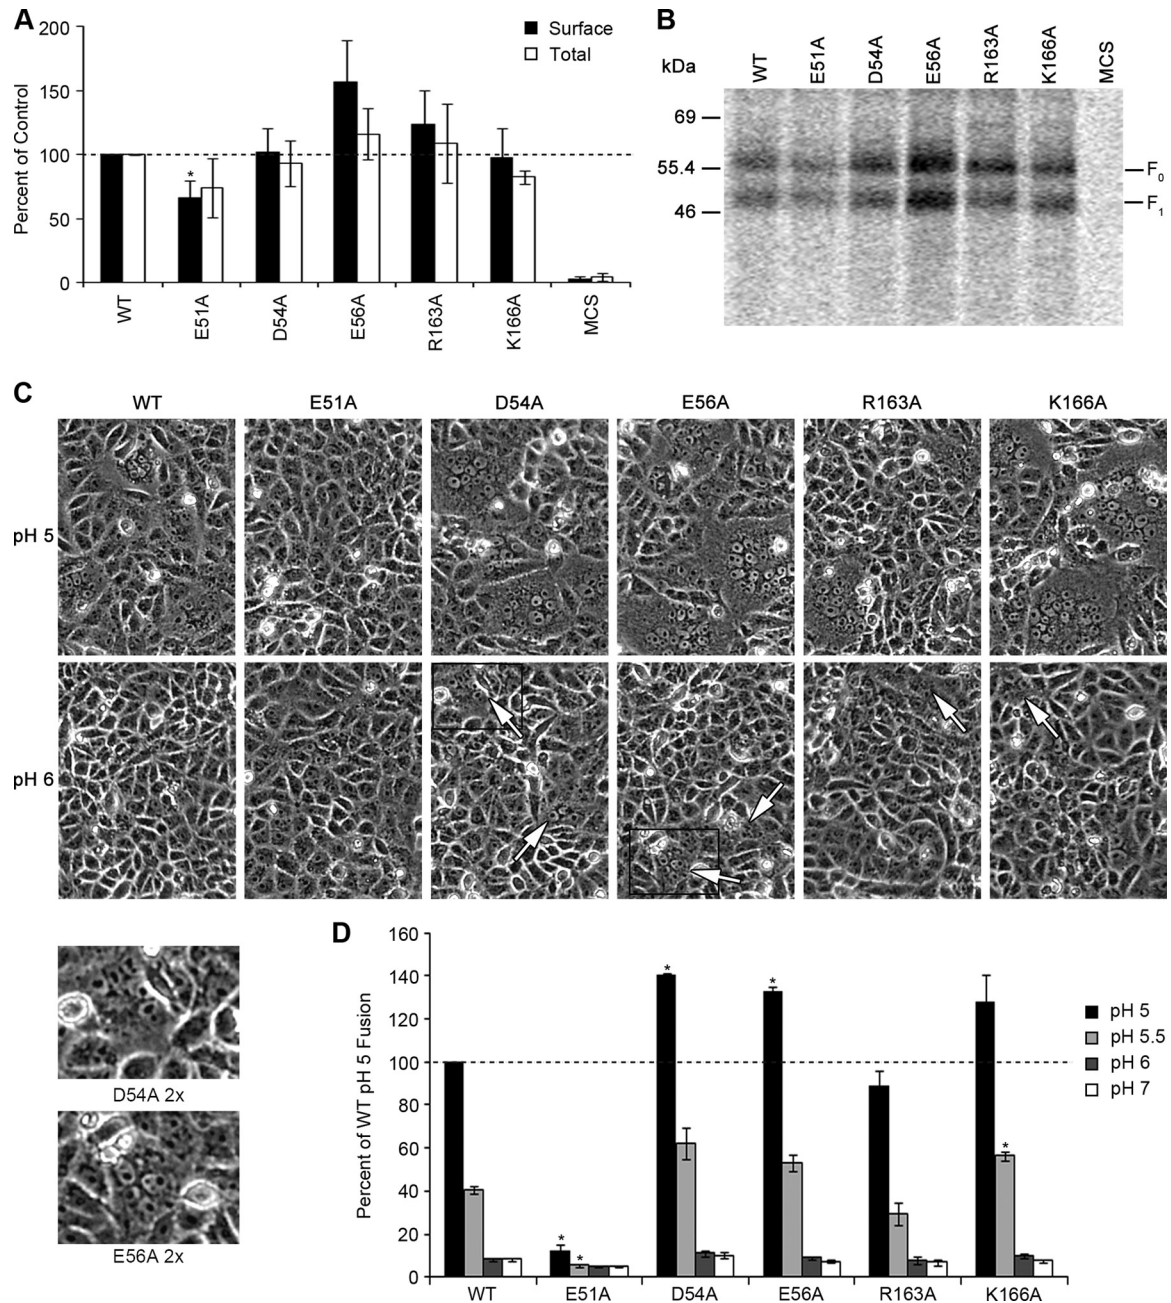 A
Percent of Control
200
150
100
50
0
Surface
Total
*
WT
E51A
D54A
E56A
R163A
K166A
MCS
B
kDa
WT
E51A
D54A
E56A
R163A
K166A
MCS
69
55.4
46
F0
F1
C
WT E51A D54A E56A R163A K166A
pH 5
pH 6
D54A 2x
E56A 2x
D
Percent of WT pH 5 Fusion
160
140
120
100
80
60
40
20
0
* * * * *
pH 5
pH 5.5
pH 6
pH 7
WT E51A D54A E56A R163A K166A